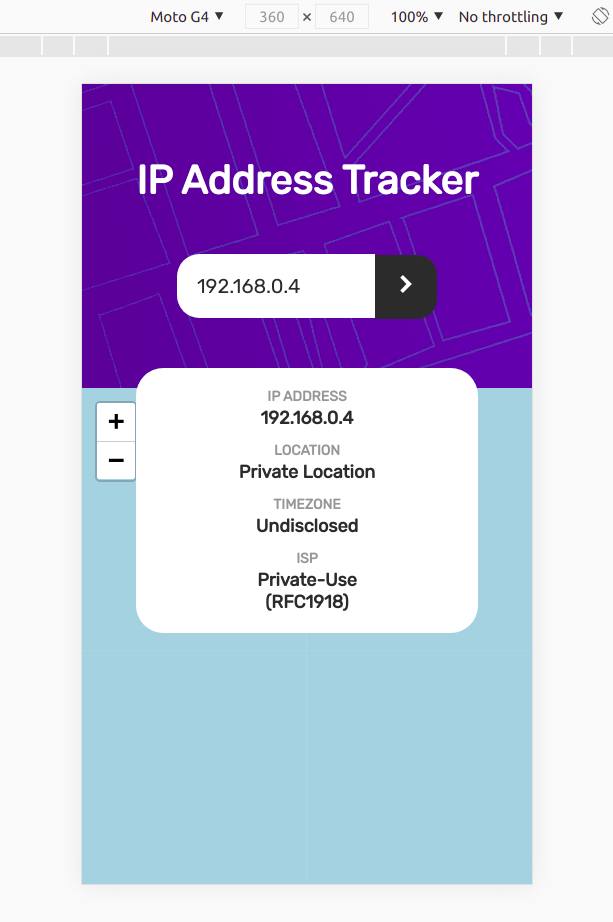 Moto G4 ▼ 360 × 640 100% ▼ No throttling ▼
IP Address Tracker
192.168.0.4
IP ADDRESS
192.168.0.4
+
LOCATION
−
Private Location
TIMEZONE
Undisclosed
ISP
Private-Use
(RFC1918)